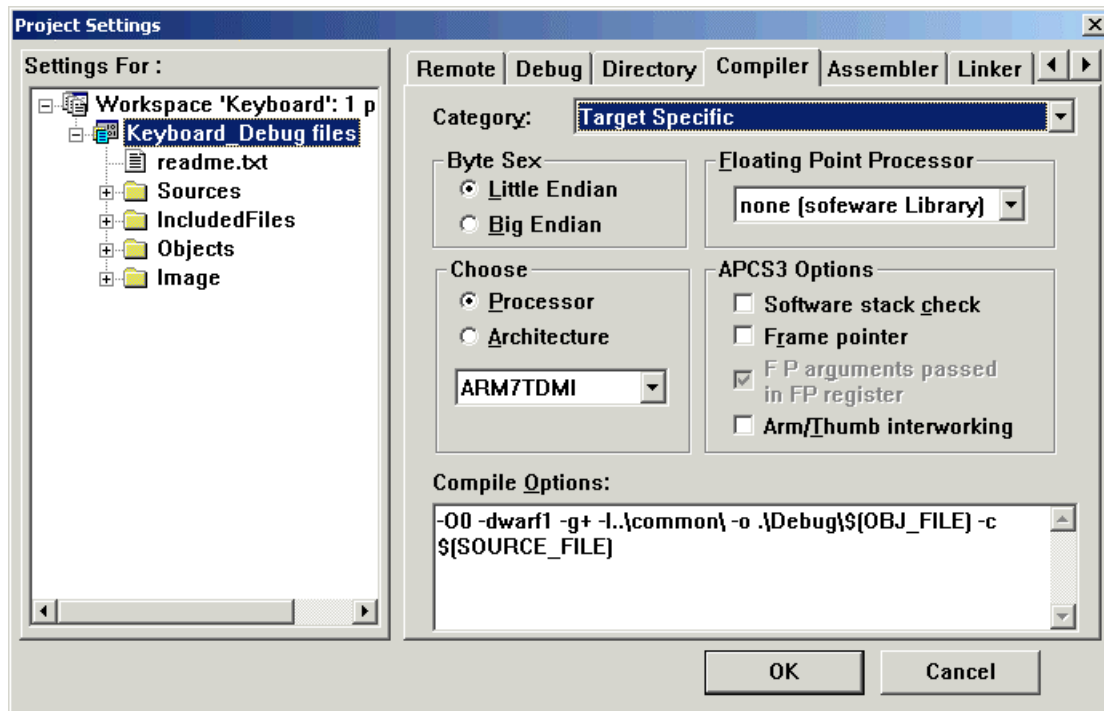 Project Settings
Settings For :
Workspace 'Keyboard': 1 p
Keyboard_Debug files
readme.txt
Sources
IncludedFiles
Objects
Image
Remote
Debug
Directory
Compiler
Assembler
Linker
Category:
Target Specific
Byte Sex
Little Endian
Big Endian
Floating Point Processor
none (sofeware Library)
Choose
Processor
Architecture
ARM7TDMI
APCS3 Options
Software stack check
Frame pointer
F P arguments passed
in FP register
Arm/Thumb interworking
Compile Options:
-O0 -dwarf1 -g+ -I..\common\ -o .\Debug\$(OBJ_FILE) -c
$(SOURCE_FILE)
OK
Cancel